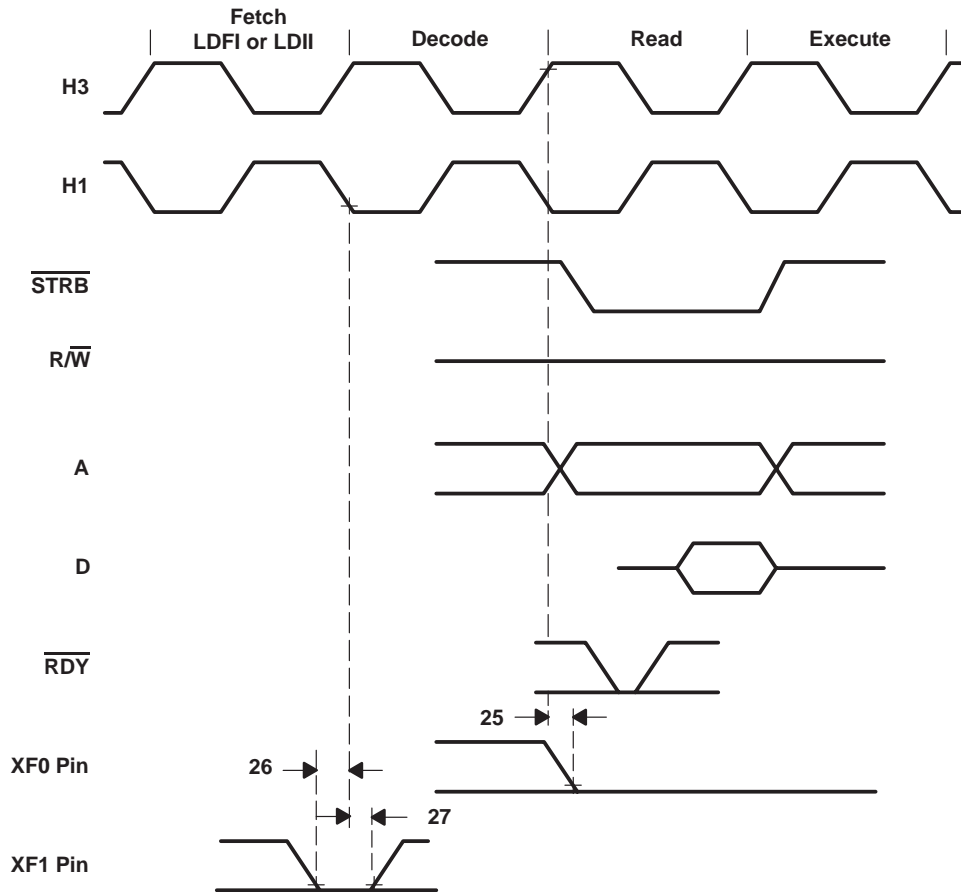 Fetch
LDFI or LDII
Decode
Read
Execute
H3
H1
STRB
R/W
A
D
RDY
25
XF0 Pin
26
27
XF1 Pin